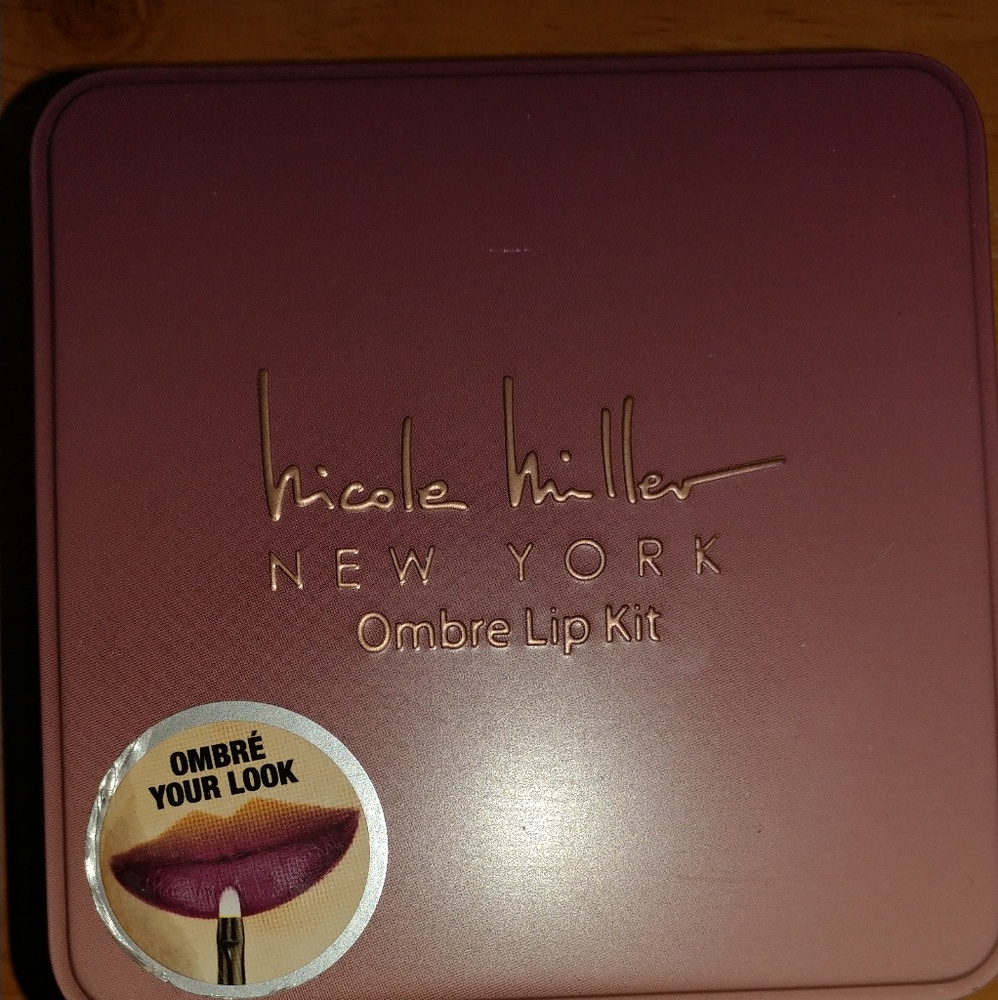 Nicole Miller
NEW YORK
Ombre Lip Kit
OMBRÉ
YOUR LOOK